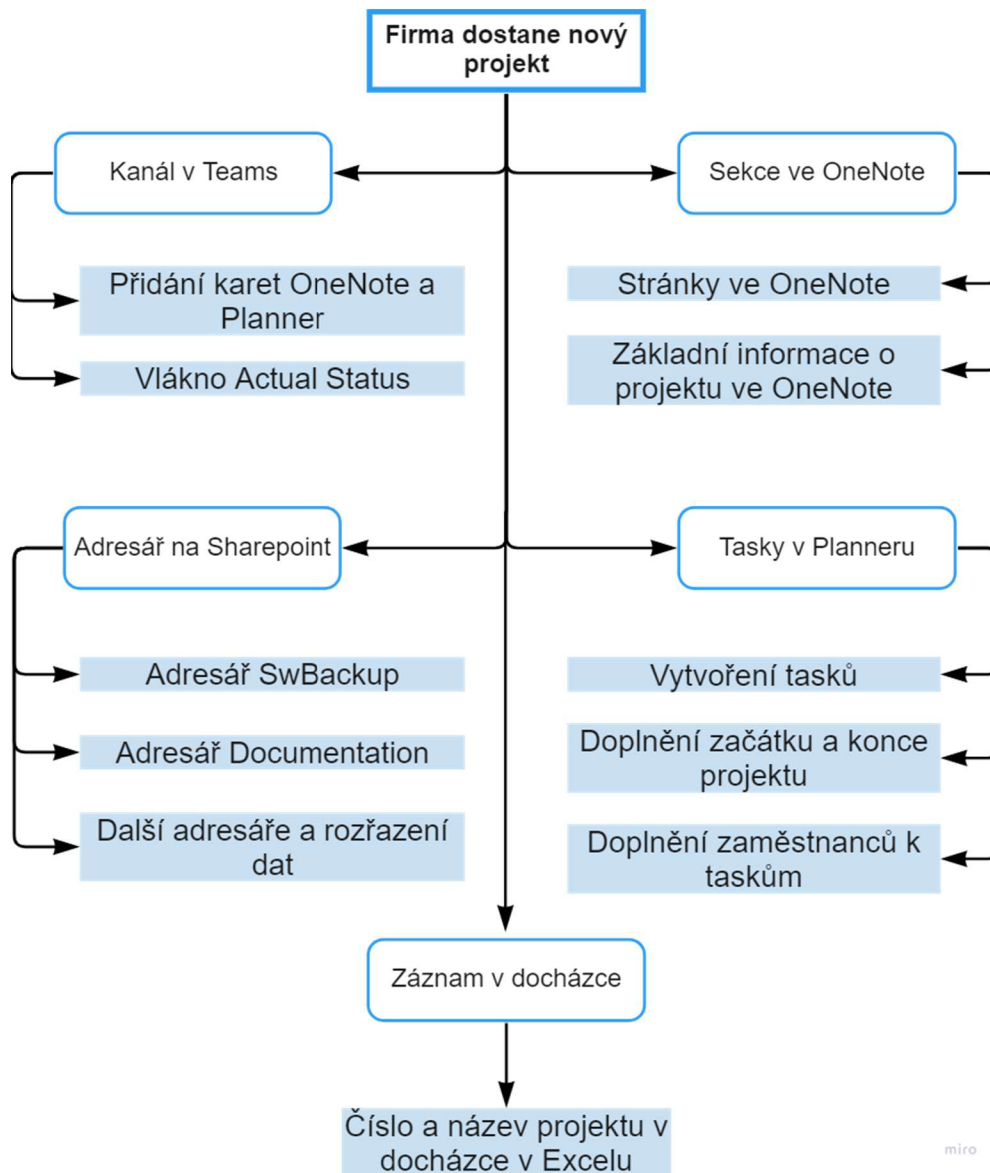 Firma dostane nový
projekt
Kanál v Teams
Sekce ve OneNote
Přidání karet OneNote a
Planner
Vlákno Actual Status
Stránky ve OneNote
Základní informace o
projektu ve OneNote
Adresář na Sharepoint
Tasky v Planneru
Adresář SwBackup
Adresář Documentation
Další adresáře a rozřazení
dat
Vytvoření tasků
Doplnění začátku a konce
projektu
Doplnění zaměstnanců k
taskům
Záznam v docházce
Číslo a název projektu v
docházce v Excelu
miro